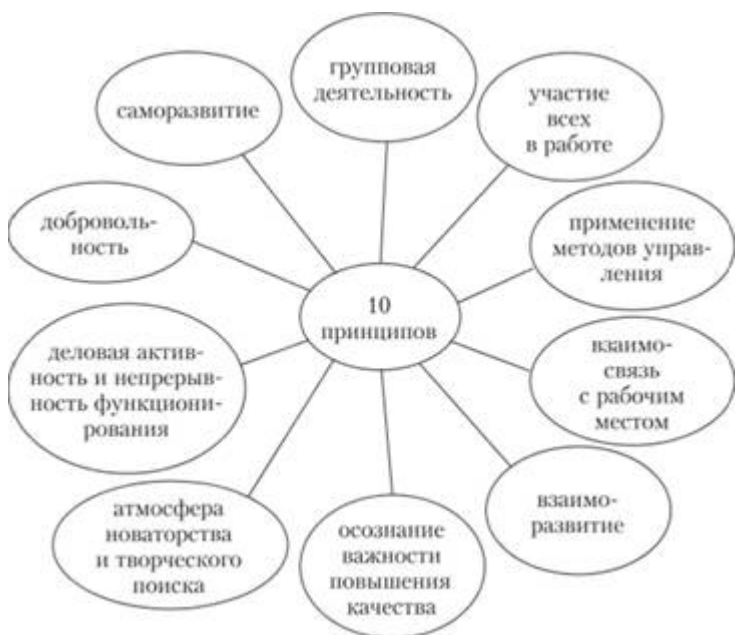 групповая
деятельность
саморазвитие
участие
всех
в работе
доброволь-
ность
применение
методов управ-
ления
10
принципов
деловая актив-
ность и непрерыв-
ность функциони-
рования
взаимо-
связь
с рабочим
местом
атмосфера
новаторства
и творческого
поиска
осознание
важности
повышения
качества
взаимо-
развитие